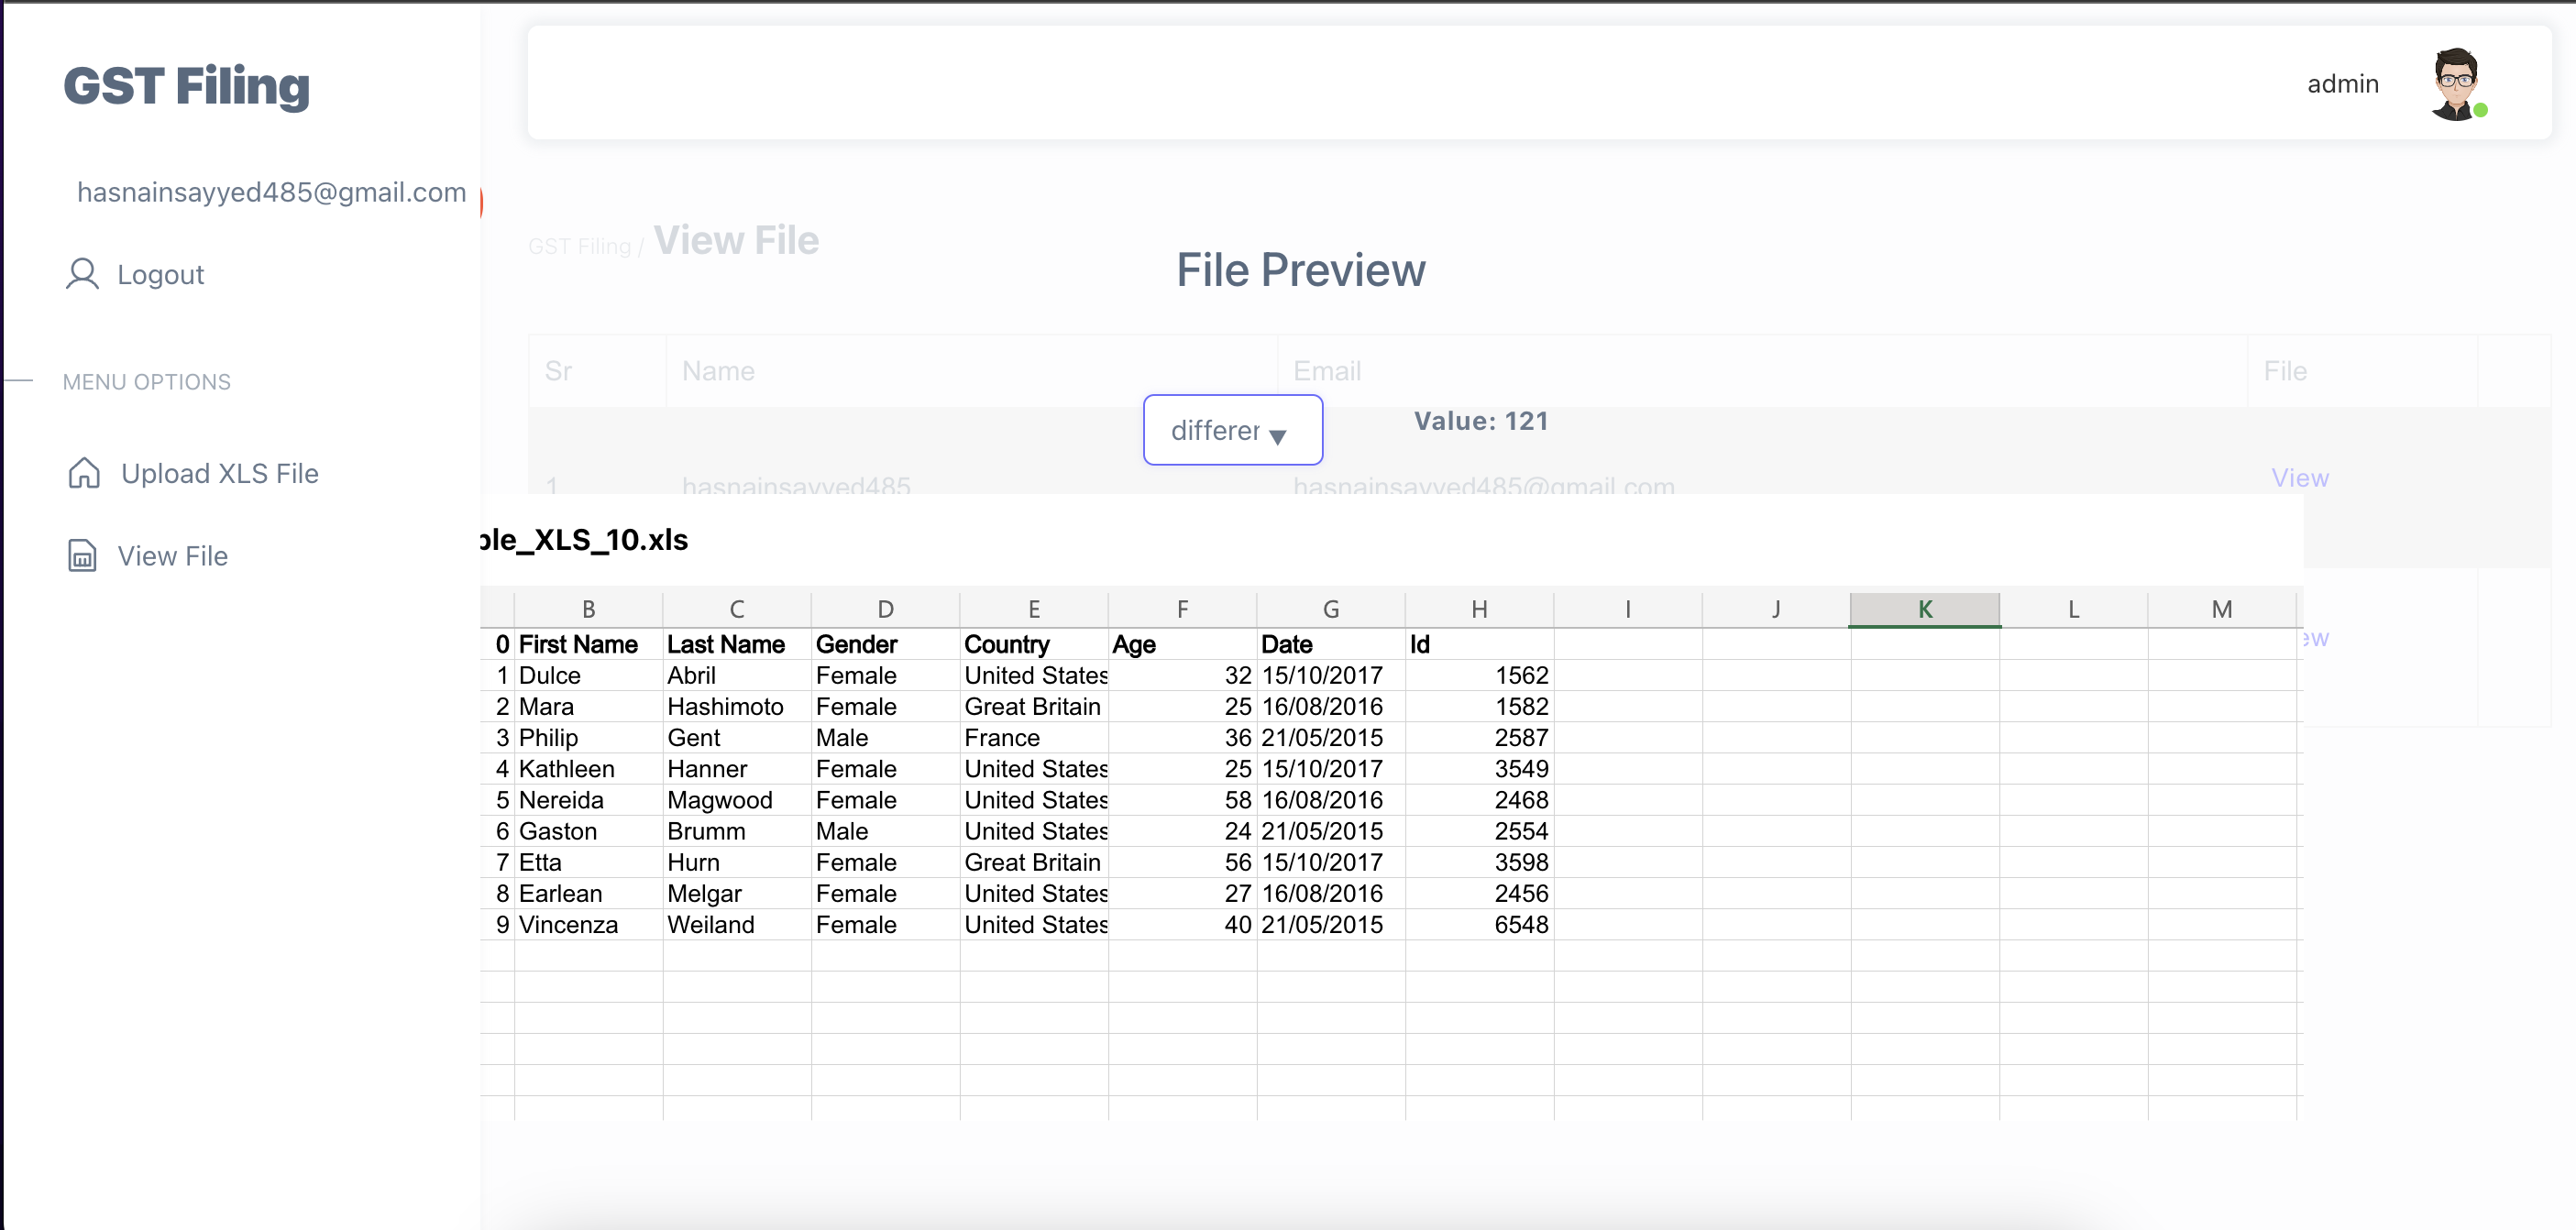 GST Filing
admin
hasnainsayyed485@gmail.com
GST Filing / View File
Logout
File Preview
Sr Name Email File
MENU OPTIONS
differer ▼
Value: 121
Upload XLS File
1 hasnainsayyed485 hasnainsayyed485@gmail.com View
ble_XLS_10.xls
View File
B C D E F G H I J K L M
0 First Name Last Name Gender Country Age Date Id
ew
1 Dulce Abril Female United States 32 15/10/2017 1562
2 Mara Hashimoto Female Great Britain 25 16/08/2016 1582
3 Philip Gent Male France 36 21/05/2015 2587
4 Kathleen Hanner Female United States 25 15/10/2017 3549
5 Nereida Magwood Female United States 58 16/08/2016 2468
6 Gaston Brumm Male United States 24 21/05/2015 2554
7 Etta Hurn Female Great Britain 56 15/10/2017 3598
8 Earlean Melgar Female United States 27 16/08/2016 2456
9 Vincenza Weiland Female United States 40 21/05/2015 6548